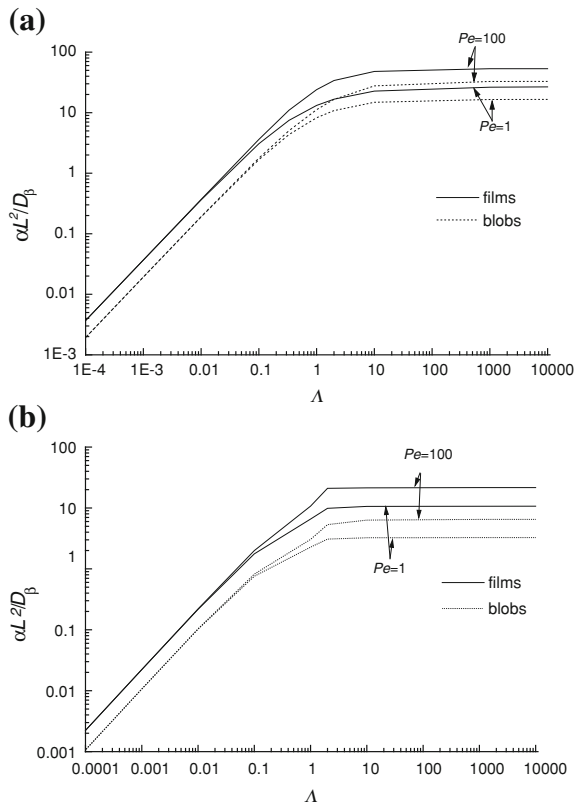 (a)
100
10
1
0.1
0.01
1E-3
αL²/Dβ
Pe=100
Pe=1
films
blobs
1E-4 1E-3 0.01 0.1 1 10 100 1000 10000
Λ
(b)
100
10
1
0.1
0.01
0.001
αL²/Dβ
Pe=100
Pe=1
films
blobs
0.0001 0.001 0.01 0.1 1 10 100 1000 10000
Λ